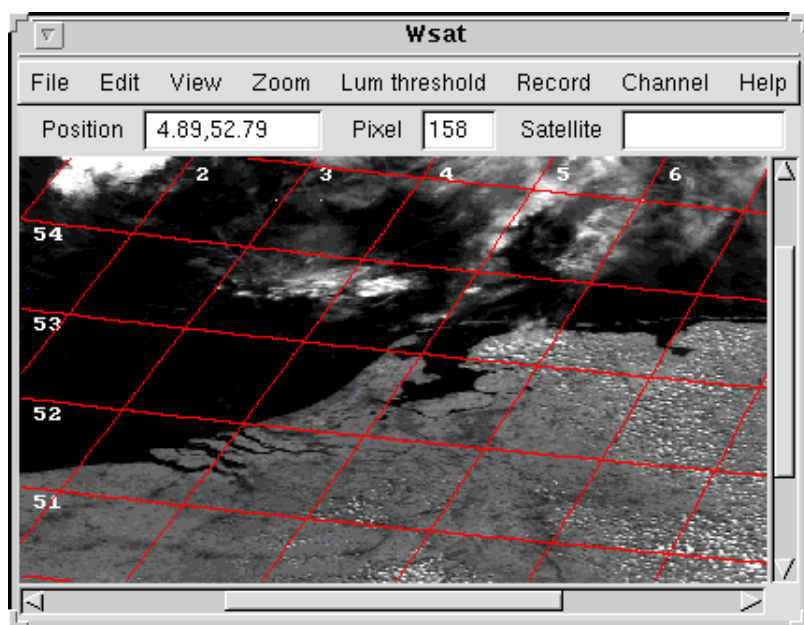 Wsat
File Edit View Zoom Lum threshold Record Channel Help
Position 4.89,52.79 Pixel 158 Satellite
2 3 4 5 6
54
53
52
51